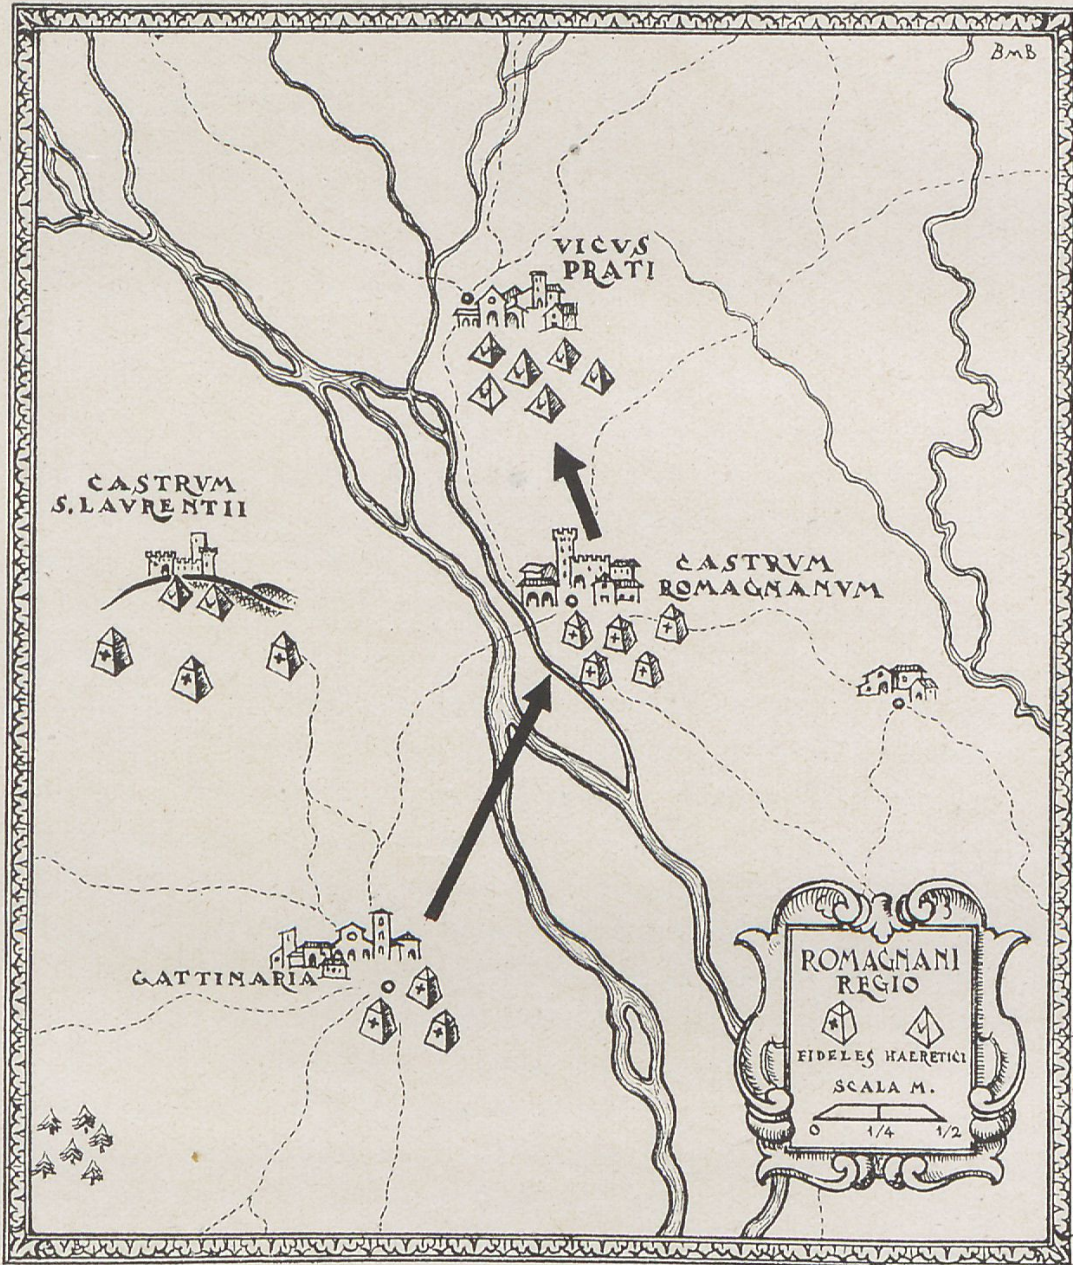 BMB
VICVS
PRATI
CASTRVM
S. LAVRENTII
CASTRVM
ROMAGNANVM
GATTINARIA
ROMAGNANI
REGIO
FIDELES HAERETICI
SCALA M.
0 1/4 1/2